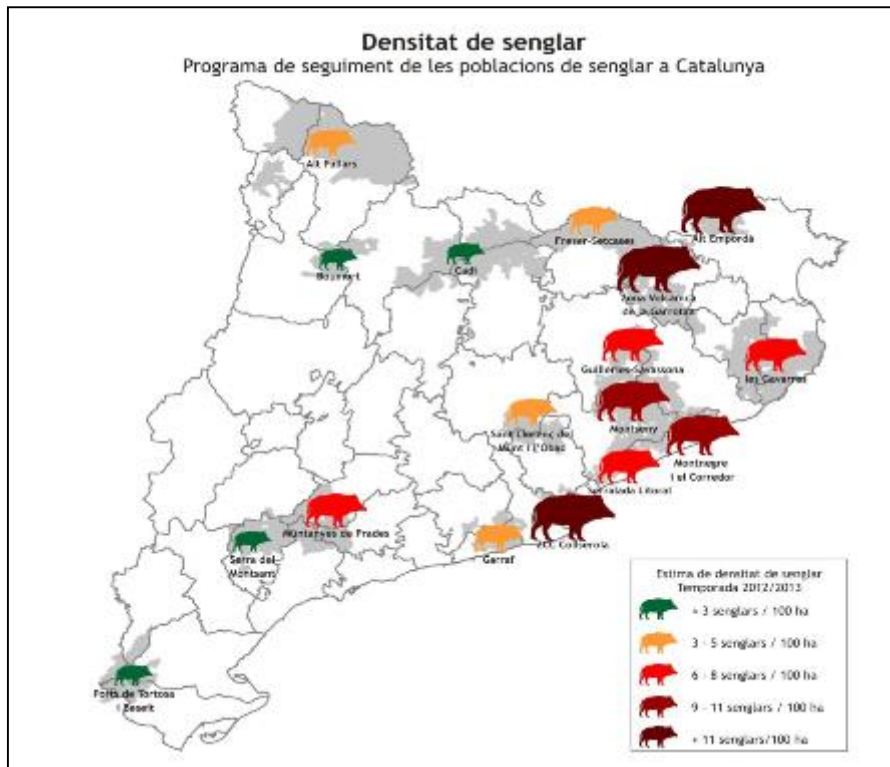 Densitat de senglar
Programa de seguiment de les poblacions de senglar a Catalunya
Alt Pallars
Alt Empordà
Freser-Setcases
Boumort
Cadí
Zona Volcànica
de la Garrotxa
Guilleries-Savassona
les Gavarres
Montseny
Sant Llorenç del
Munt i l'Obac
Montnegre
i el Corredor
Serralada Litoral
Muntanyes de Prades
ZCC Collserola
Serra del
Montsant
Garraf
Ports de Tortosa
i Beseit
Estima de densitat de senglar
Temporada 2012/2013
< 3 senglars / 100 ha
3 - 5 senglars / 100 ha
6 - 8 senglars / 100 ha
9 - 11 senglars / 100 ha
+ 11 senglars/100 ha